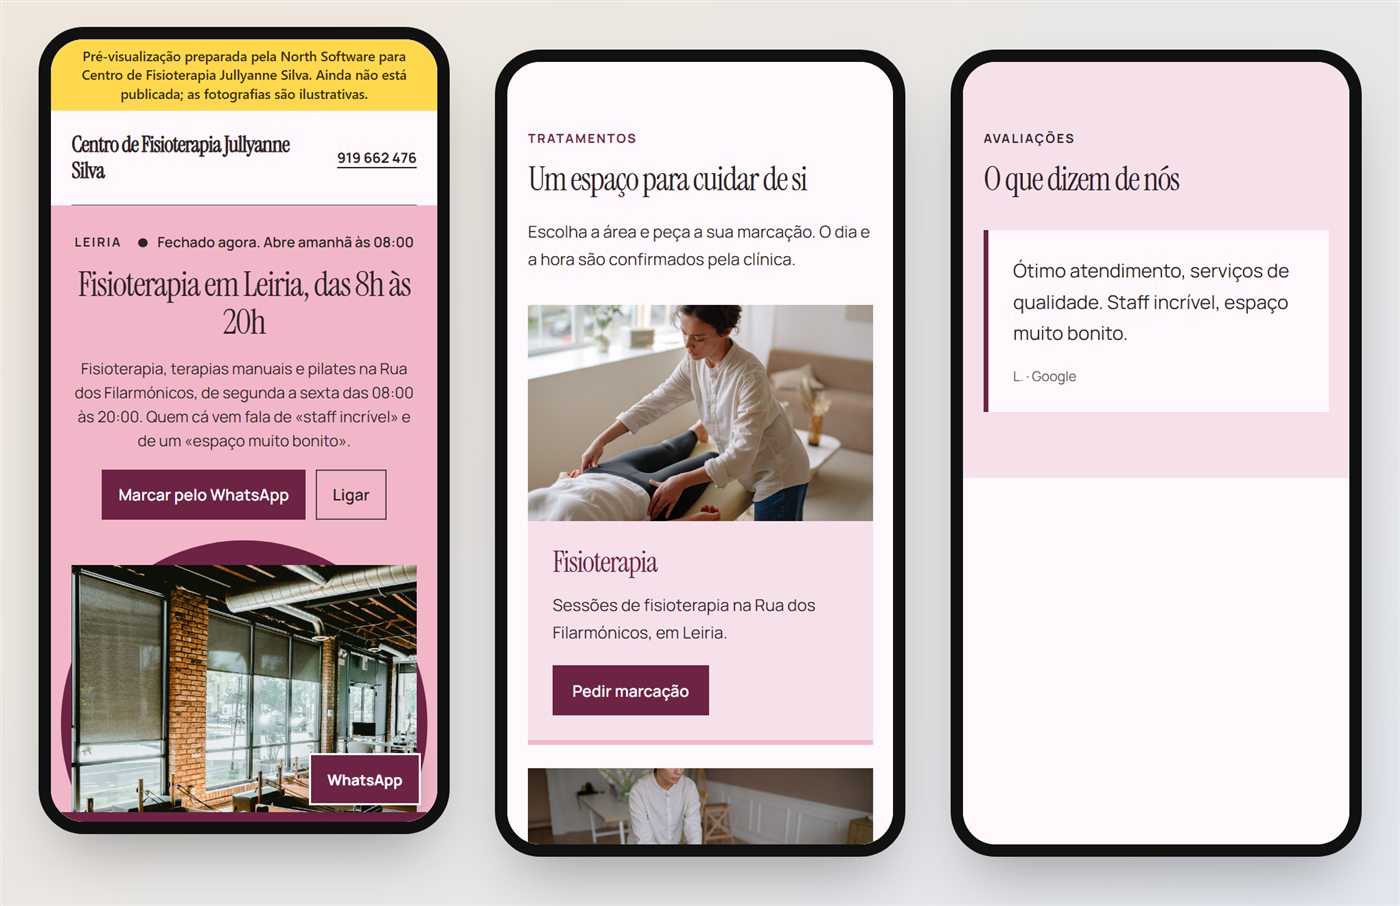 Pré-visualização preparada pela North Software para
Centro de Fisioterapia Jullyanne Silva. Ainda não está
publicada; as fotografias são ilustrativas.
Centro de Fisioterapia Jullyanne
Silva
919 662 476
LEIRIA ● Fechado agora. Abre amanhã às 08:00
Fisioterapia em Leiria, das 8h às
20h
Fisioterapia, terapias manuais e pilates na Rua
dos Filarmónicos, de segunda a sexta das 08:00
às 20:00. Quem cá vem fala de «staff incrível» e
de um «espaço muito bonito».
Marcar pelo WhatsApp
Ligar
WhatsApp
TRATAMENTOS
Um espaço para cuidar de si
Escolha a área e peça a sua marcação. O dia e
a hora são confirmados pela clínica.
Fisioterapia
Sessões de fisioterapia na Rua dos
Filarmónicos, em Leiria.
Pedir marcação
AVALIAÇÕES
O que dizem de nós
Ótimo atendimento, serviços de
qualidade. Staff incrível, espaço
muito bonito.
L. · Google